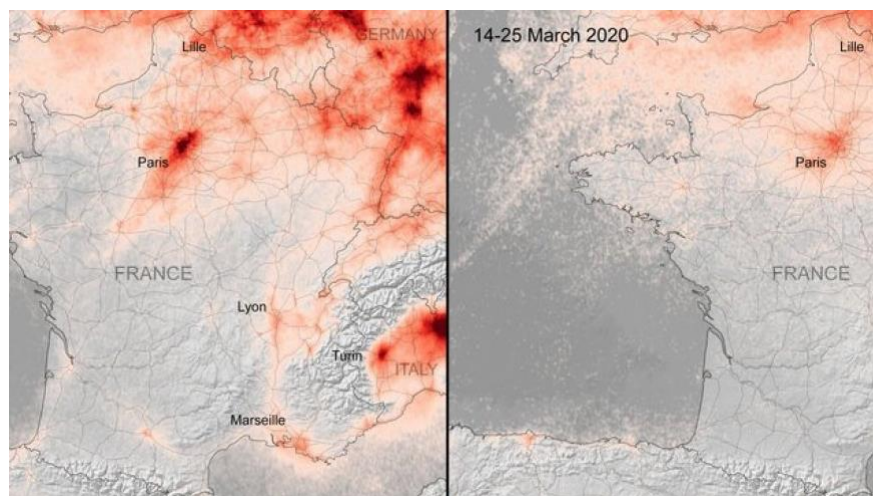 Lille
GERMANY
Paris
FRANCE
Lyon
Turin
ITALY
Marseille
14-25 March 2020
Lille
Paris
FRANCE